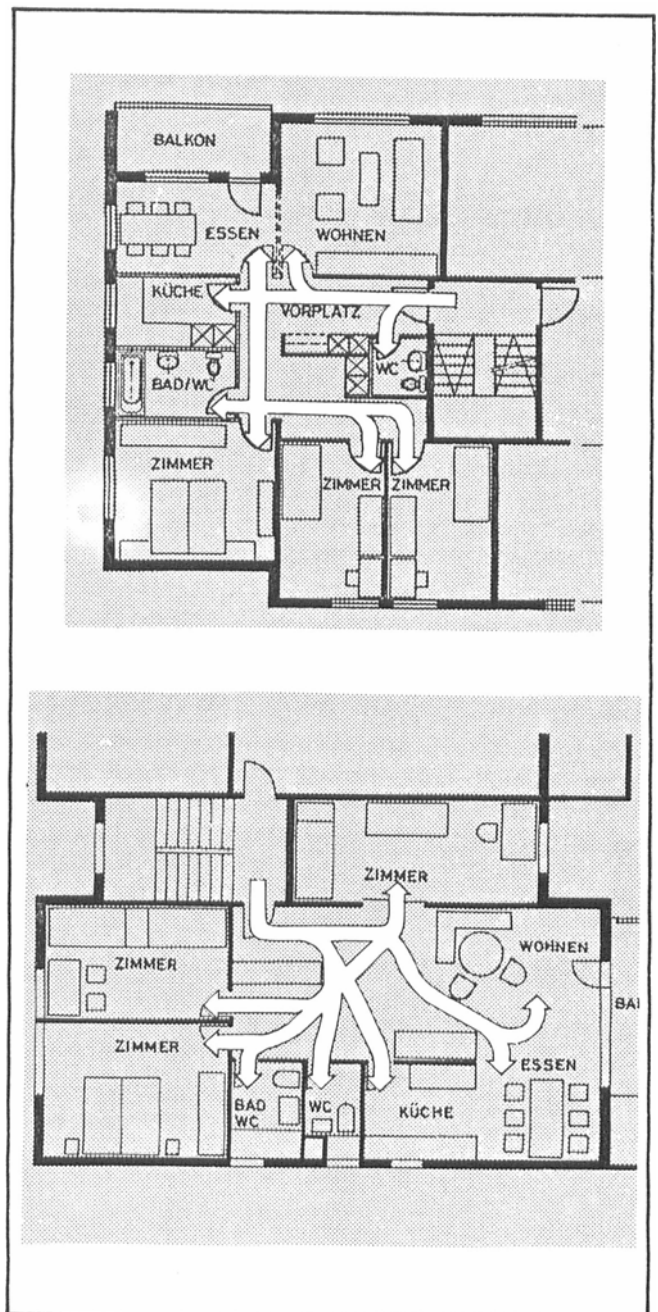 BALKON
ESSEN
WOHNEN
KÜCHE
VORPLATZ
WC
BAD/WC
ZIMMER
ZIMMER
ZIMMER
ZIMMER
WOHNEN
ZIMMER
BAL
ZIMMER
ESSEN
BAD
WC
WC
KÜCHE